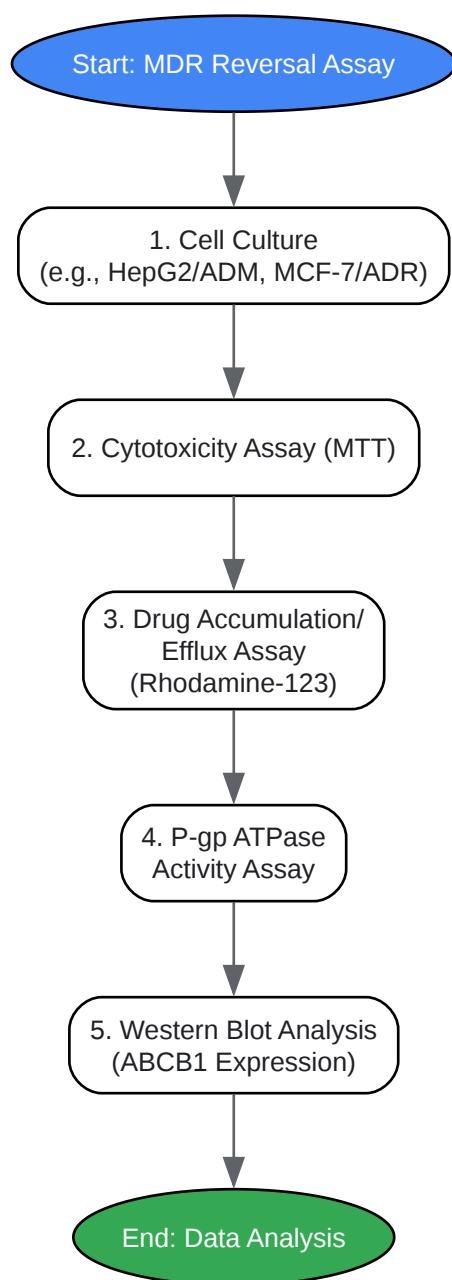 Start: MDR Reversal Assay
1. Cell Culture
(e.g., HepG2/ADM, MCF-7/ADR)
2. Cytotoxicity Assay (MTT)
3. Drug Accumulation/
Efflux Assay
(Rhodamine-123)
4. P-gp ATPase
Activity Assay
5. Western Blot Analysis
(ABCB1 Expression)
End: Data Analysis